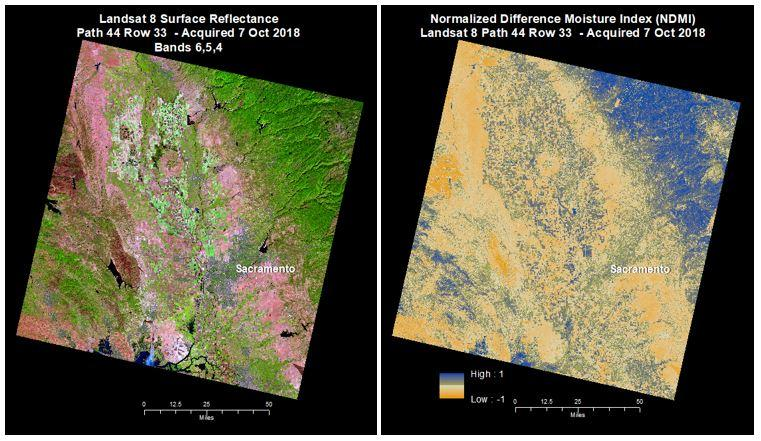 Landsat 8 Surface Reflectance
Path 44 Row 33 - Acquired 7 Oct 2018
Bands 6,5,4
Sacramento
0 12.5 25 50
Miles
Normalized Difference Moisture Index (NDMI)
Landsat 8 Path 44 Row 33 - Acquired 7 Oct 2018
Sacramento
High : 1
Low : -1
0 12.5 25 50
Miles